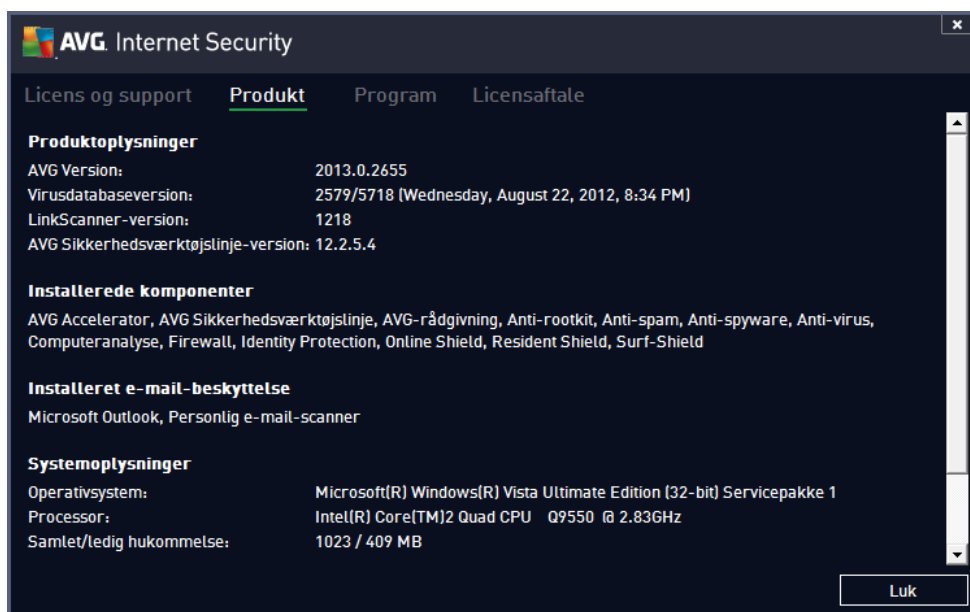 AVG. Internet Security
x
Licens og support Produkt Program Licensaftale
Produktoplysninger
AVG Version: 2013.0.2655
Virusdatabaseversion: 2579/5718 (Wednesday, August 22, 2012, 8:34 PM)
LinkScanner-version: 1218
AVG Sikkerhedsværktøjslinje-version: 12.2.5.4
Installerede komponenter
AVG Accelerator, AVG Sikkerhedsværktøjslinje, AVG-rådgivning, Anti-rootkit, Anti-spam, Anti-spyware, Anti-virus,
Computeranalyse, Firewall, Identity Protection, Online Shield, Resident Shield, Surf-Shield
Installeret e-mail-beskyttelse
Microsoft Outlook, Personlig e-mail-scanner
Systemoplysninger
Operativsystem: Microsoft(R) Windows(R) Vista Ultimate Edition (32-bit) Servicepakke 1
Processor: Intel(R) Core(TM)2 Quad CPU Q9550 @ 2.83GHz
Samlet/ledig hukommelse: 1023 / 409 MB
Luk